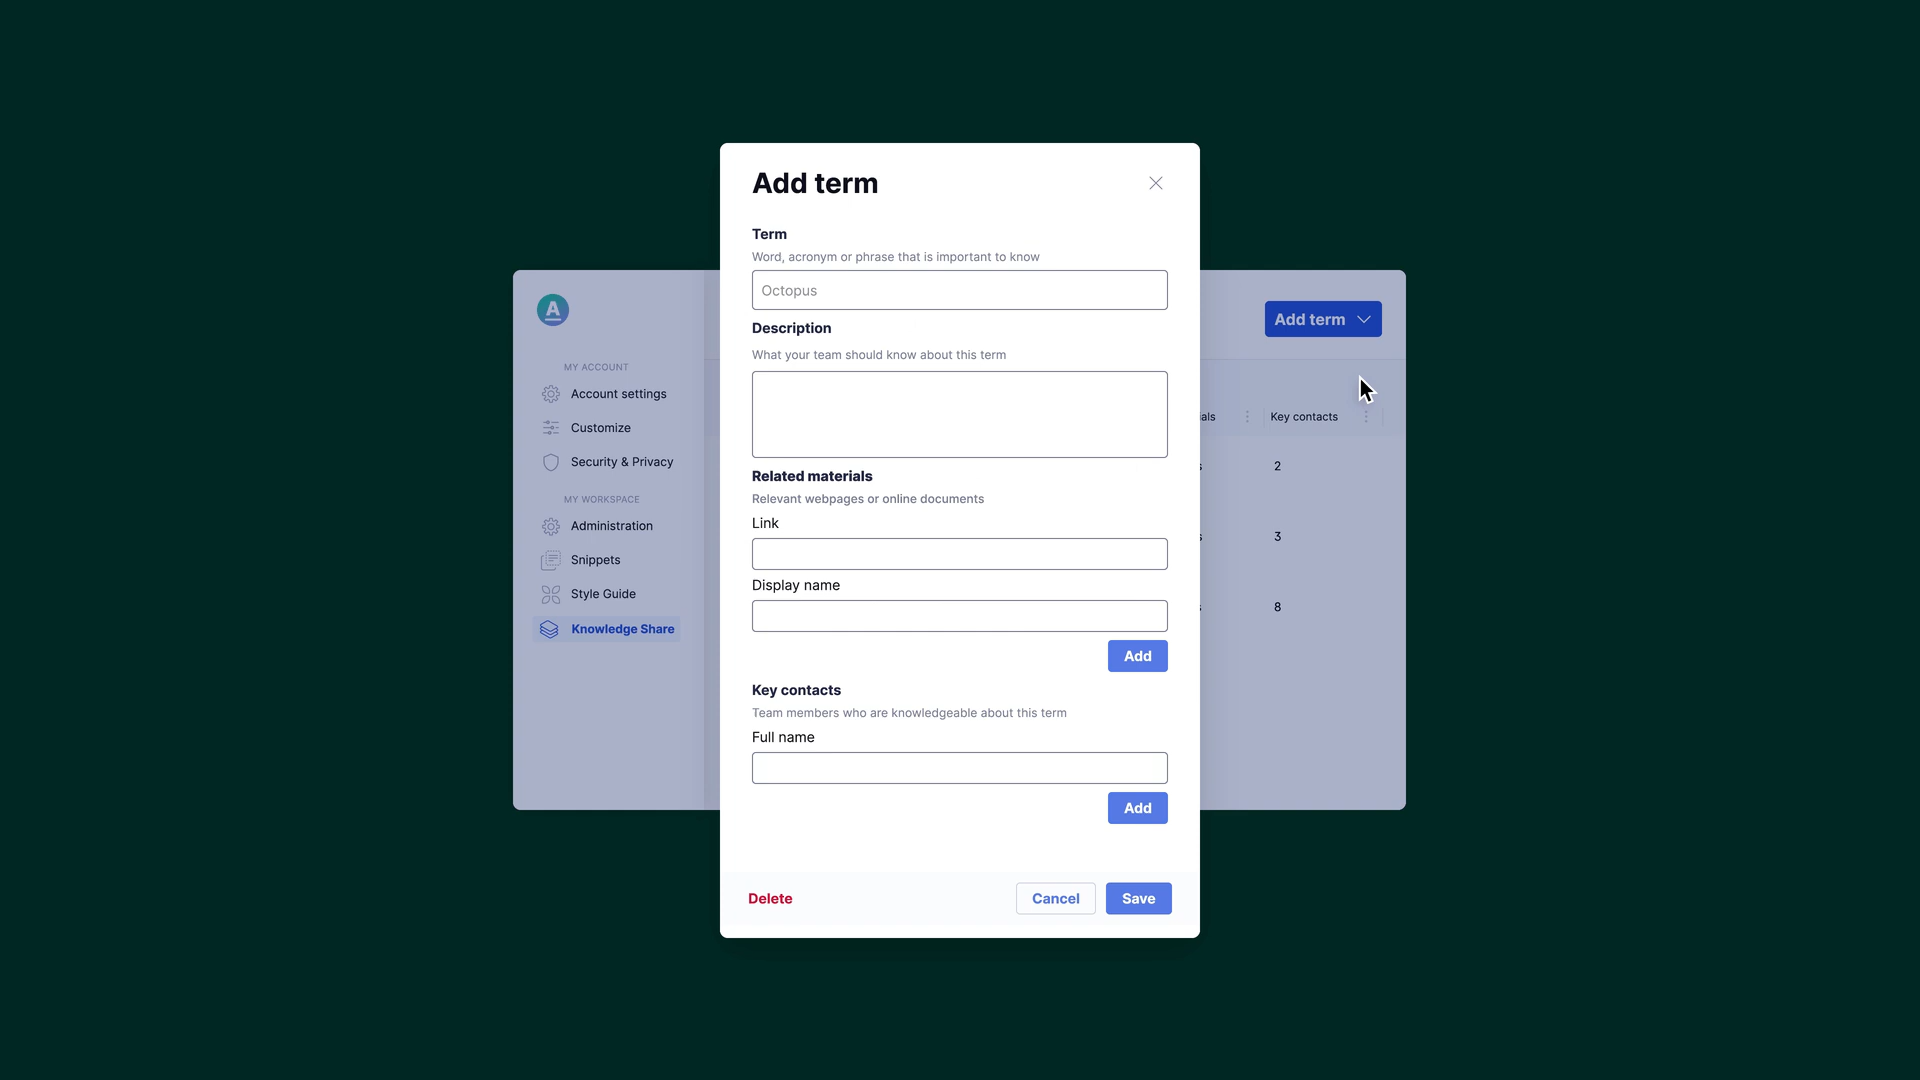 Add term
Term
Word, acronym or phrase that is important to know
Octopus
Description
What your team should know about this term
Related materials
Relevant webpages or online documents
Link
Display name
Add
Key contacts
Team members who are knowledgeable about this term
Full name
Add
Delete
Cancel
Save
A
MY ACCOUNT
Account settings
Customize
Security & Privacy
MY WORKSPACE
Administration
Snippets
Style Guide
Knowledge Share
Add term
Key contacts
2
3
8